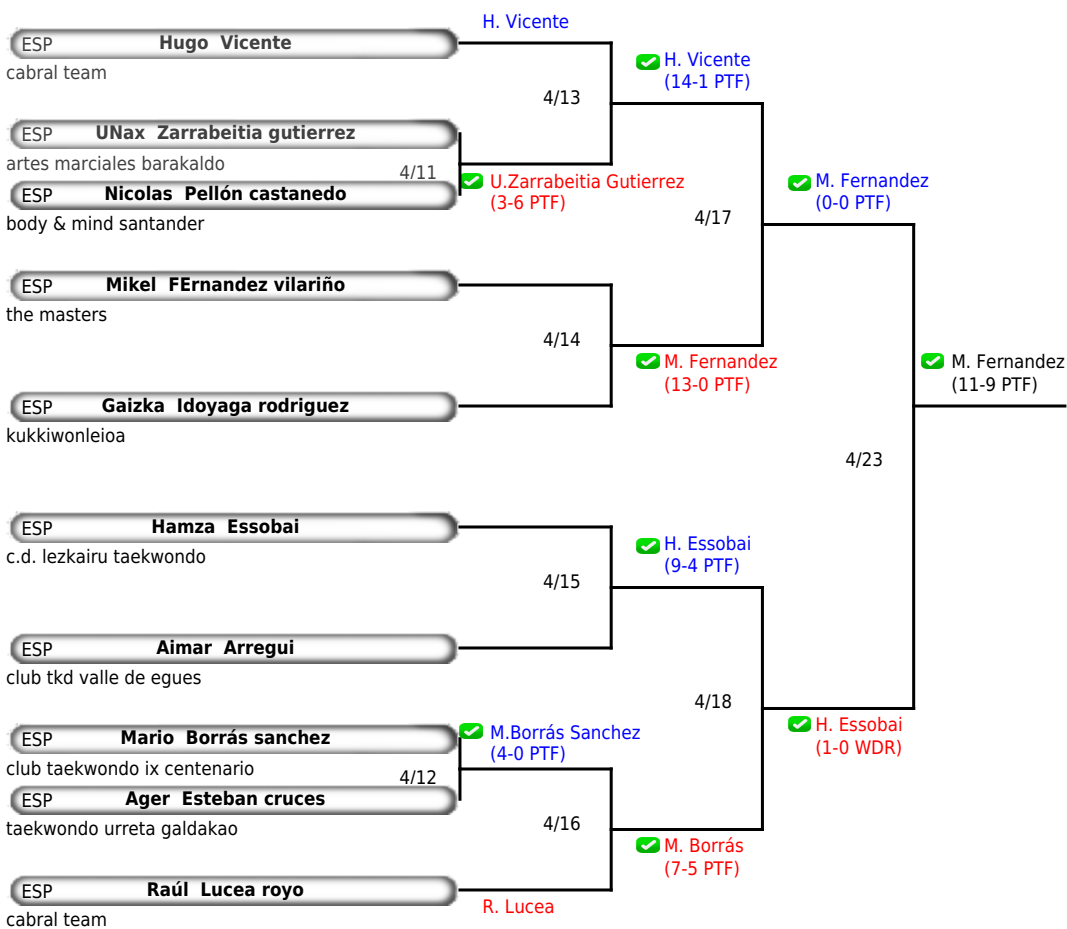 H. Vicente
ESP Hugo Vicente
cabral team
H. Vicente
(14-1 PTF)
4/13
ESP UNax Zarrabeitia gutierrez
artes marciales barakaldo
4/11
U.Zarrabeitia Gutierrez
(3-6 PTF)
ESP Nicolas Pellón castanedo
body & mind santander
M. Fernandez
(0-0 PTF)
4/17
ESP Mikel FErnandez vilariño
the masters
4/14
M. Fernandez
(13-0 PTF)
M. Fernandez
(11-9 PTF)
ESP Gaizka Idoyaga rodriguez
kukkiwonleioa
4/23
ESP Hamza Essobai
c.d. lezkairu taekwondo
H. Essobai
(9-4 PTF)
4/15
ESP Aimar Arregui
club tkd valle de egues
4/18
H. Essobai
(1-0 WDR)
ESP Mario Borrás sanchez
club taekwondo ix centenario
M.Borrás Sanchez
(4-0 PTF)
4/12
ESP Ager Esteban cruces
taekwondo urreta galdakao
4/16
M. Borrás
(7-5 PTF)
ESP Raúl Lucea royo
cabral team
R. Lucea